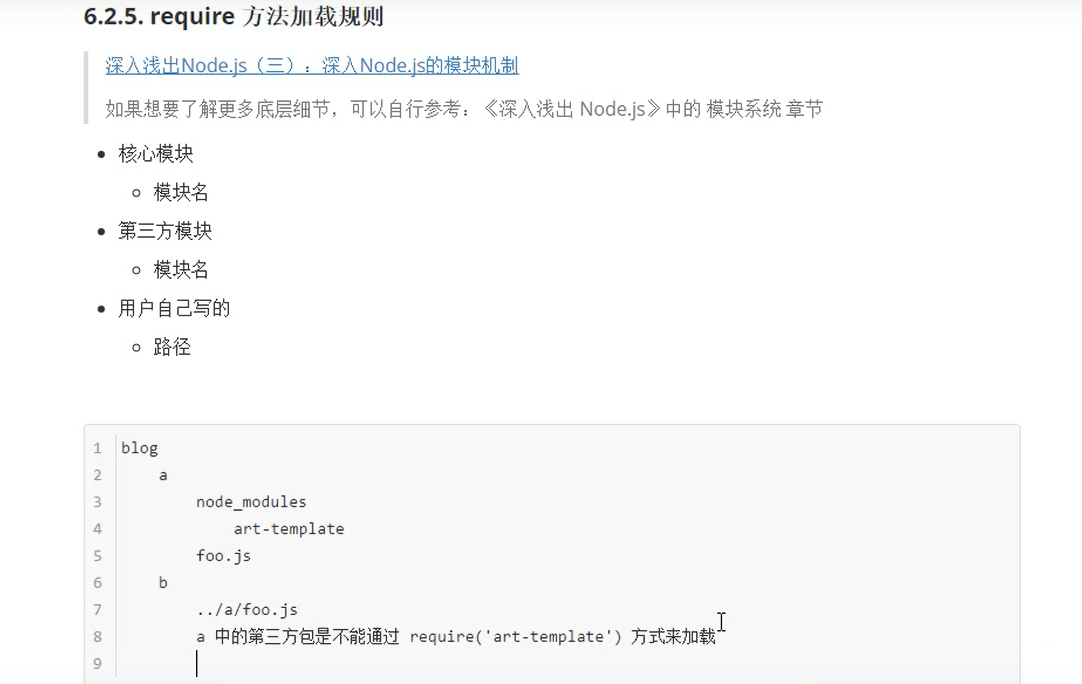 6.2.5. require 方法加载规则
深入浅出Node.js（三）：深入Node.js的模块机制
如果想要了解更多底层细节，可以自行参考：《深入浅出 Node.js》中的 模块系统 章节
核心模块
模块名
第三方模块
模块名
用户自己写的
路径
1 blog
2 a
3 node_modules
4 art-template
5 foo.js
6 b
7 ../a/foo.js
8 a 中的第三方包是不能通过 require('art-template') 方式来加载
9